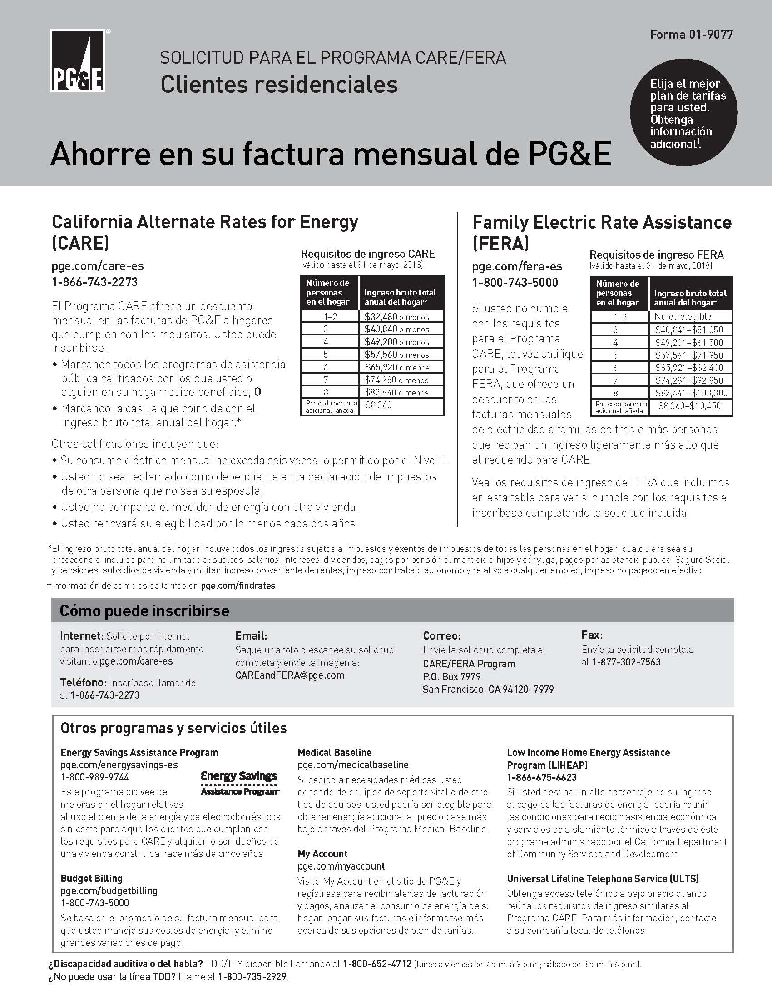 Forma 01-9077
PG&E®
SOLICITUD PARA EL PROGRAMA CARE/FERA
Clientes residenciales
Elija el mejor
plan de tarifas
para usted.
Obtenga
información
adicional†.
Ahorre en su factura mensual de PG&E
California Alternate Rates for Energy
(CARE)
pge.com/care-es
1-866-743-2273
El Programa CARE ofrece un descuento
mensual en las facturas de PG&E a hogares
que cumplen con los requisitos. Usted puede
inscribirse:
• Marcando todos los programas de asistencia
pública calificados por los que usted o
alguien en su hogar recibe beneficios, O
• Marcando la casilla que coincide con el
ingreso bruto total anual del hogar.*
Requisitos de ingreso CARE
(válido hasta el 31 de mayo, 2018)
Número de
personas
en el hogar
Ingreso bruto total
anual del hogar*
1–2 $32,480 o menos
3 $40,840 o menos
4 $49,200 o menos
5 $57,560 o menos
6 $65,920 o menos
7 $74,280 o menos
8 $82,640 o menos
Por cada persona
adicional, añada
$8,360
Otras calificaciones incluyen que:
• Su consumo eléctrico mensual no exceda seis veces lo permitido por el Nivel 1.
• Usted no sea reclamado como dependiente en la declaración de impuestos
de otra persona que no sea su esposo(a).
• Usted no comparta el medidor de energía con otra vivienda.
• Usted renovará su elegibilidad por lo menos cada dos años.
Family Electric Rate Assistance
(FERA)
pge.com/fera-es
1-800-743-5000
Requisitos de ingreso FERA
(válido hasta el 31 de mayo, 2018)
Número de
personas
en el hogar
Ingreso bruto total
anual del hogar*
1–2 No es elegible
3 $40,841–$51,050
4 $49,201–$61,500
5 $57,561–$71,950
6 $65,921–$82,400
7 $74,281–$92,850
8 $82,641–$103,300
Por cada persona
adicional, añada
$8,360–$10,450
Si usted no cumple
con los requisitos
para el Programa
CARE, tal vez califique
para el Programa
FERA, que ofrece un
descuento en las
facturas mensuales
de electricidad a familias de tres o más personas
que reciban un ingreso ligeramente más alto que
el requerido para CARE.
Vea los requisitos de ingreso de FERA que incluimos
en esta tabla para ver si cumple con los requisitos e
inscríbase completando la solicitud incluida.
*El ingreso bruto total anual del hogar incluye todos los ingresos sujetos a impuestos y exentos de impuestos de todas las personas en el hogar, cualquiera sea su
procedencia, incluido pero no limitado a: sueldos, salarios, intereses, dividendos, pagos por pensión alimenticia a hijos y cónyuge, pagos por asistencia pública, Seguro Social
y pensiones, subsidios de vivienda y militar, ingreso proveniente de rentas, ingreso por trabajo autónomo y relativo a cualquier empleo, ingreso no pagado en efectivo.
†Información de cambios de tarifas en pge.com/findrates
Cómo puede inscribirse
Internet: Solicite por Internet
para inscribirse más rápidamente
visitando pge.com/care-es
Teléfono: Inscríbase llamando
al 1-866-743-2273
Email:
Saque una foto o escanee su solicitud
completa y envíe la imagen a:
CAREandFERA@pge.com
Correo:
Envíe la solicitud completa a
CARE/FERA Program
P.O. Box 7979
San Francisco, CA 94120–7979
Fax:
Envíe la solicitud completa
al 1-877-302-7563
Otros programas y servicios útiles
Energy Savings Assistance Program
pge.com/energysavings-es
1-800-989-9744
Energy Savings
Assistance Program℠
Este programa provee de
mejoras en el hogar relativas
al uso eficiente de la energía y de electrodomésticos
sin costo para aquellos clientes que cumplan con
los requisitos para CARE y alquilan o son dueños de
una vivienda construida hace más de cinco años.
Budget Billing
pge.com/budgetbilling
1-800-743-5000
Se basa en el promedio de su factura mensual para
que usted maneje sus costos de energía, y elimine
grandes variaciones de pago.
Medical Baseline
pge.com/medicalbaseline
Si debido a necesidades médicas usted
depende de equipos de soporte vital o de otro
tipo de equipos, usted podría ser elegible para
obtener energía adicional al precio base más
bajo a través del Programa Medical Baseline.
My Account
pge.com/myaccount
Visite My Account en el sitio de PG&E y
regístrese para recibir alertas de facturación
y pagos, analizar el consumo de energía de su
hogar, pagar sus facturas e informarse más
acerca de sus opciones de plan de tarifas.
Low Income Home Energy Assistance
Program (LIHEAP)
1-866-675-6623
Si usted destina un alto porcentaje de su ingreso
al pago de las facturas de energía, podría reunir
las condiciones para recibir asistencia económica
y servicios de aislamiento térmico a través de este
programa administrado por el California Department
of Community Services and Development.
Universal Lifeline Telephone Service (ULTS)
Obtenga acceso telefónico a bajo precio cuando
reúna los requisitos de ingreso similares al
Programa CARE. Para más información, contacte
a su compañía local de teléfonos.
¿Discapacidad auditiva o del habla? TDD/TTY disponible llamando al 1-800-652-4712 (lunes a viernes de 7 a.m. a 9 p.m.; sábado de 8 a.m. a 6 p.m.).
¿No puede usar la línea TDD? Llame al 1-800-735-2929.